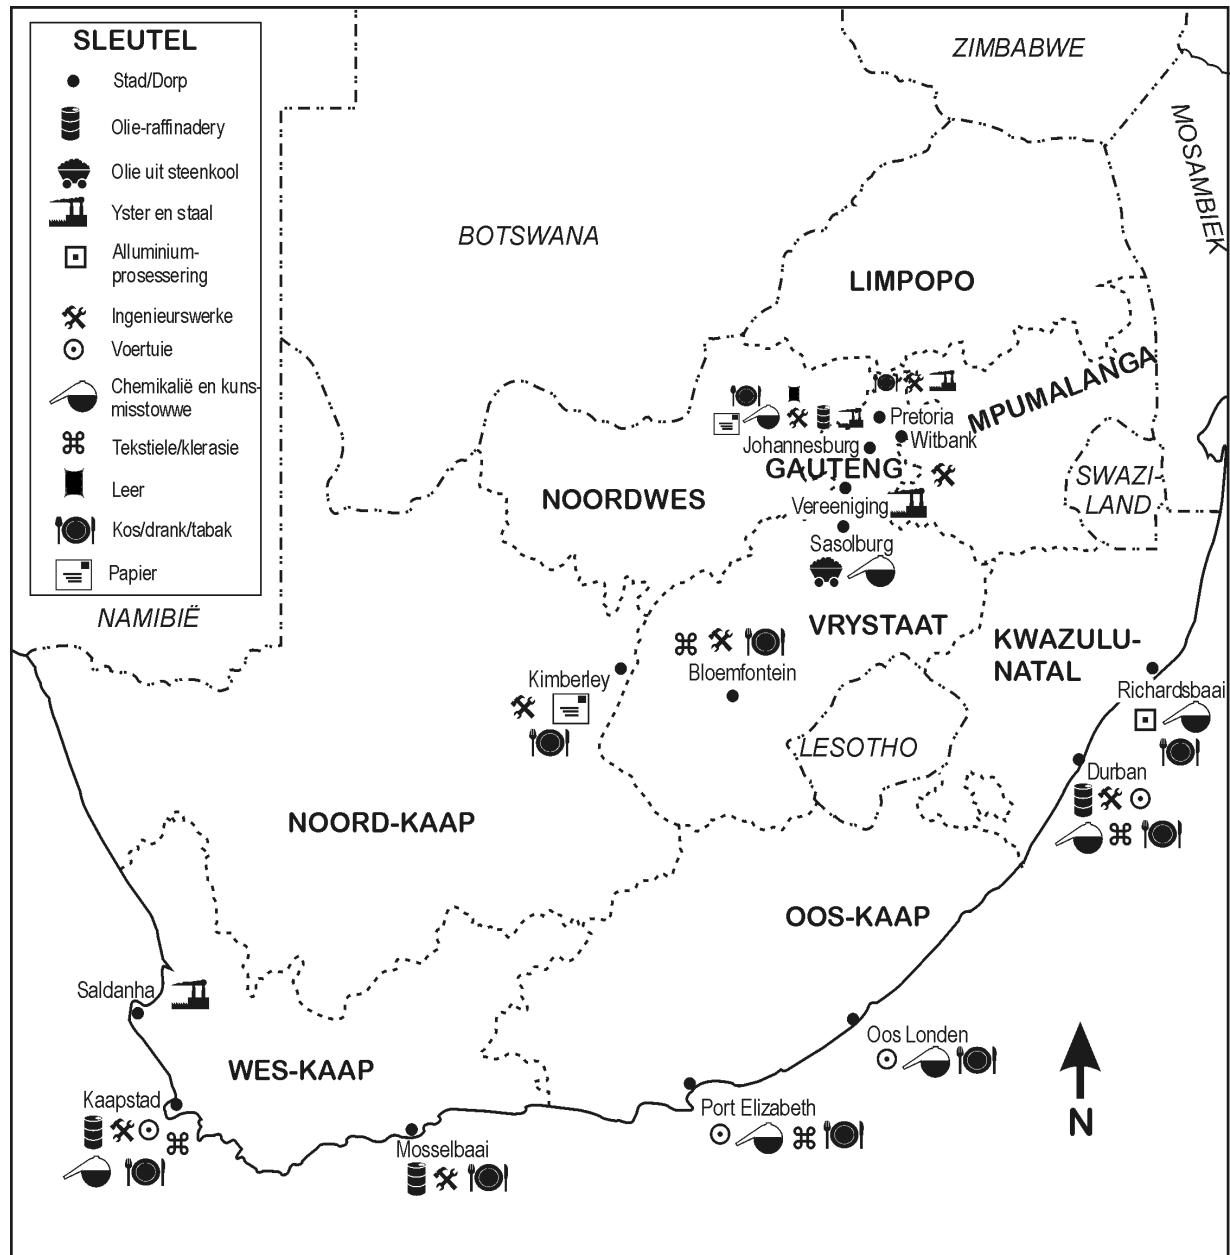 SLEUTEL
Stad/Dorp
Olie-raffinadery
Olie uit steenkool
Yster en staal
Alluminium-
prosessering
Ingenieurswerke
Voertuie
Chemikalië en kuns-
misstowwe
Tekstiele/klerasie
Leer
Kos/drank/tabak
Papier
ZIMBABWE
MOSAMBIEK
BOTSWANA
LIMPOPO
MPUMALANGA
Pretoria
Witbank
Johannesburg
GAUTENG
NOORDWES
SWAZI-
LAND
Vereeniging
Sasolburg
NAMIBIË
VRYSTAAT
KWAZULU-
NATAL
Kimberley
Bloemfontein
Richardsbaai
LESOTHO
Durban
NOORD-KAAP
OOS-KAAP
Saldanha
Oos Londen
WES-KAAP
Kaapstad
Port Elizabeth
N
Mosselbaai